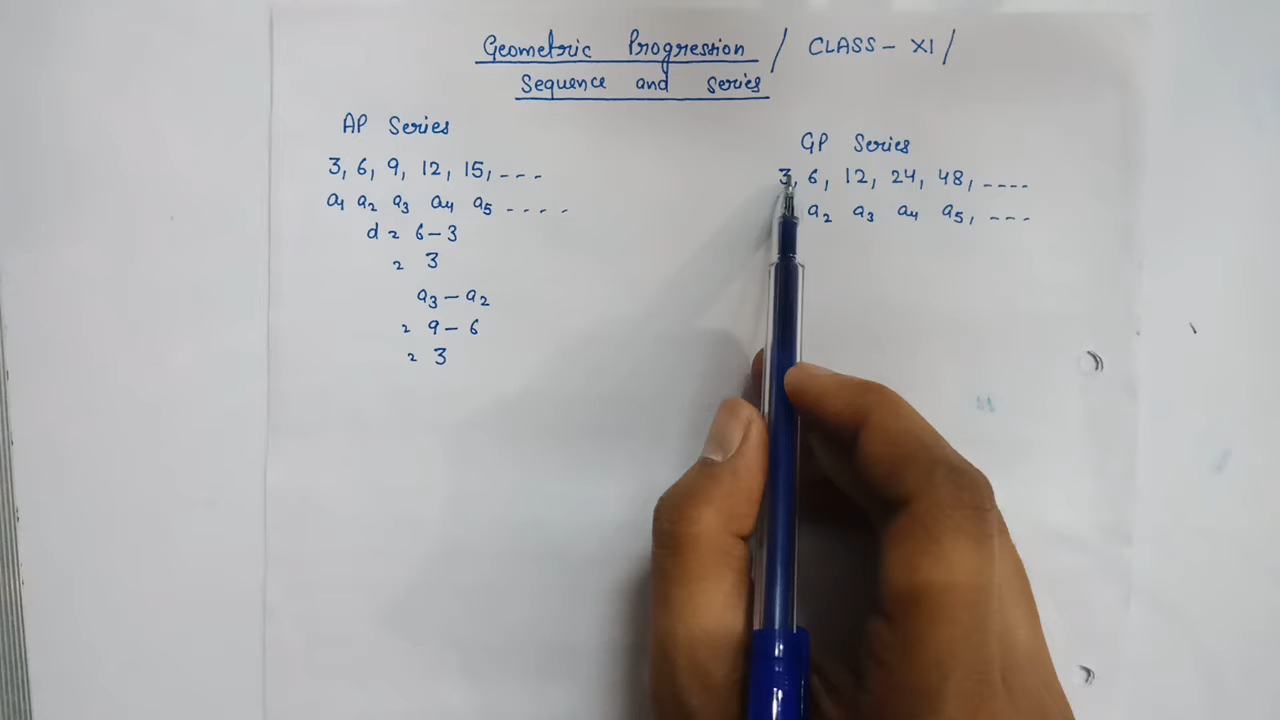 Geometric Progression / CLASS - XI /
Sequence and Series
AP Series
3, 6, 9, 12, 15, ---
a1 a2 a3 a4 a5 ----
d = 6 - 3
= 3
a3 - a2
= 9 - 6
= 3
GP Series
3, 6, 12, 24, 48, ----
a2 a3 a4 a5, ---